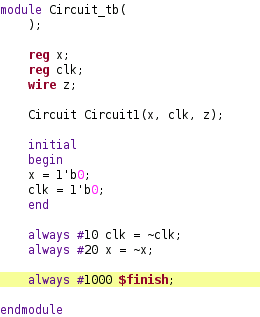 module Circuit_tb(
);
reg x;
reg clk;
wire z;
Circuit Circuit1(x, clk, z);
initial
begin
x = 1'b0;
clk = 1'b0;
end
always #10 clk = ~clk;
always #20 x = ~x;
always #1000 $finish;
endmodule